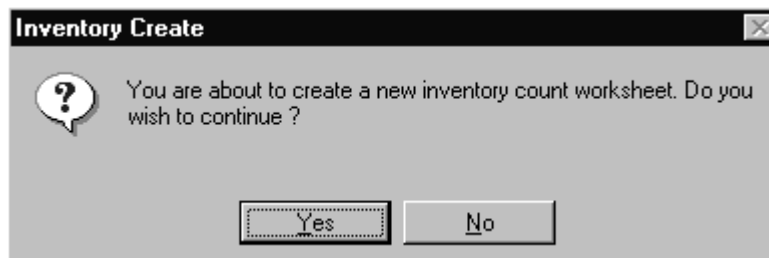 Inventory Create
?
You are about to create a new inventory count worksheet. Do you
wish to continue ?
Yes
No